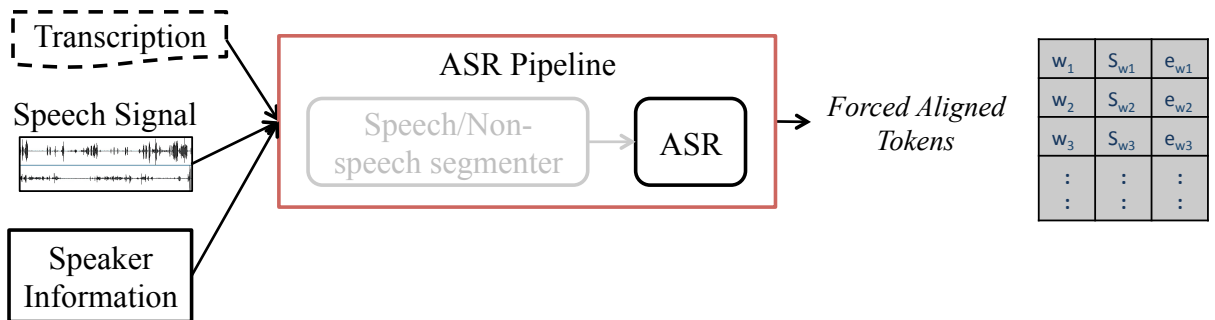 Transcription
Speech Signal
Speaker
Information
ASR Pipeline
Speech/Non-
speech segmenter
ASR
Forced Aligned
Tokens
w1 Sw1 ew1
w2 Sw2 ew2
w3 Sw3 ew3
: : :
: : :